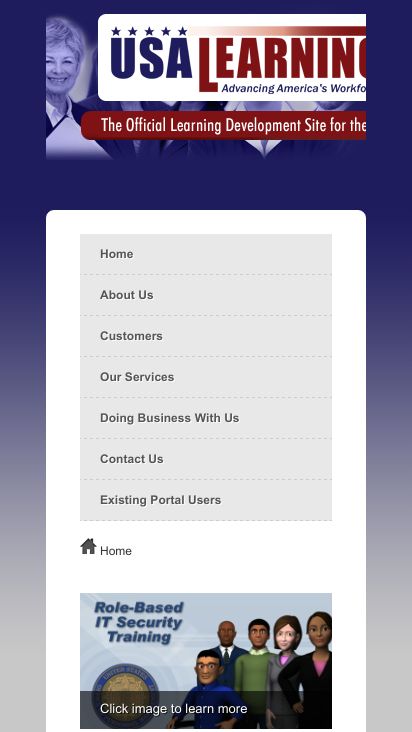 USA LEARNING
Advancing America's Workfo
The Official Learning Development Site for the
Home
About Us
Customers
Our Services
Doing Business With Us
Contact Us
Existing Portal Users
Home
Role-Based
IT Security
Training
Click image to learn more